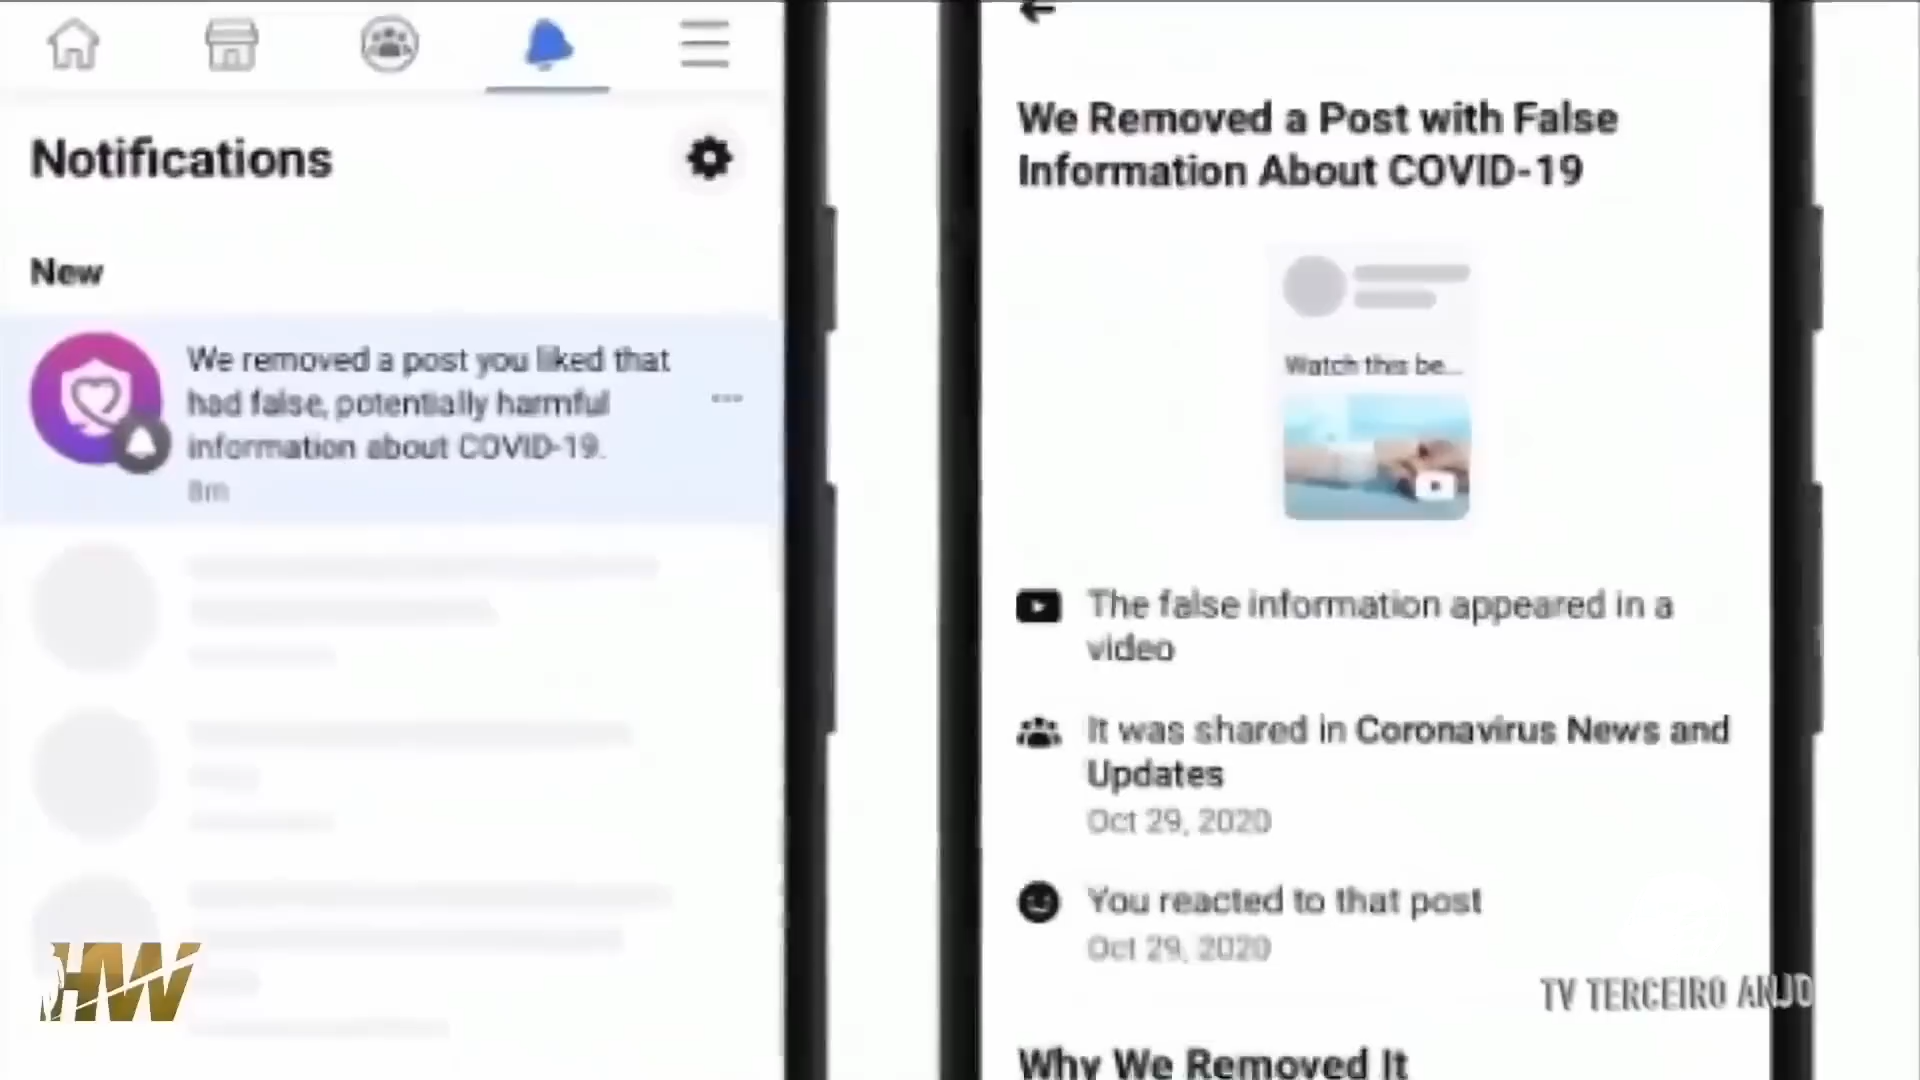 Notifications
New
We removed a post you liked that
had false, potentially harmful
information about COVID-19.
8m
We Removed a Post with False
Information About COVID-19
Watch this be...
The false information appeared in a
video
It was shared in Coronavirus News and
Updates
Oct 29, 2020
You reacted to that post
Oct 29, 2020
Why We Removed It
HW
TV TERCEIRO ANJO